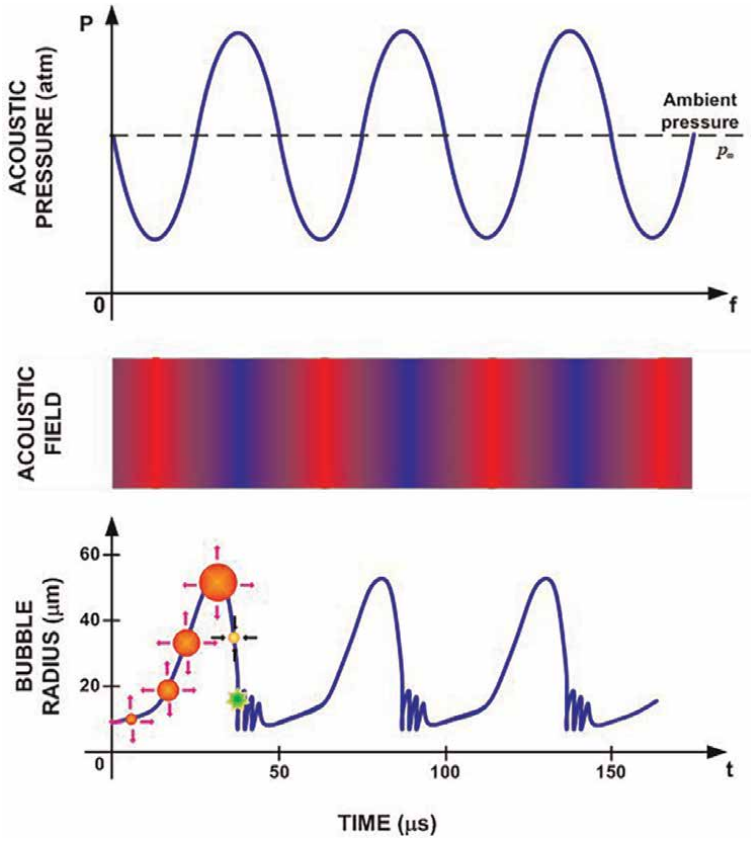 P
ACOUSTIC
PRESSURE (atm)
Ambient
pressure
p∞
0
f
ACOUSTIC
FIELD
BUBBLE
RADIUS (μm)
60
40
20
0
50
100
150
t
TIME (μs)